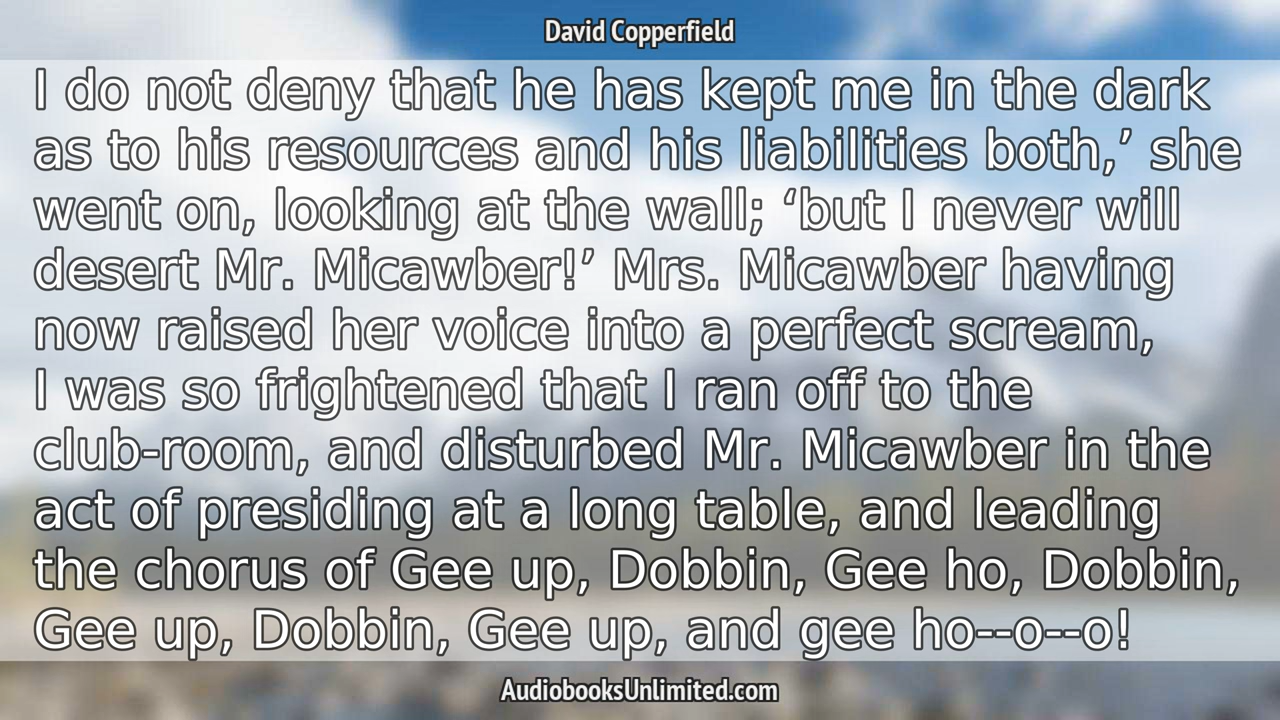 David Copperfield
I do not deny that he has kept me in the dark
as to his resources and his liabilities both,’ she
went on, looking at the wall; ‘but I never will
desert Mr. Micawber!’ Mrs. Micawber having
now raised her voice into a perfect scream,
I was so frightened that I ran off to the
club-room, and disturbed Mr. Micawber in the
act of presiding at a long table, and leading
the chorus of Gee up, Dobbin, Gee ho, Dobbin,
Gee up, Dobbin, Gee up, and gee ho--o--o!
AudiobooksUnlimited.com